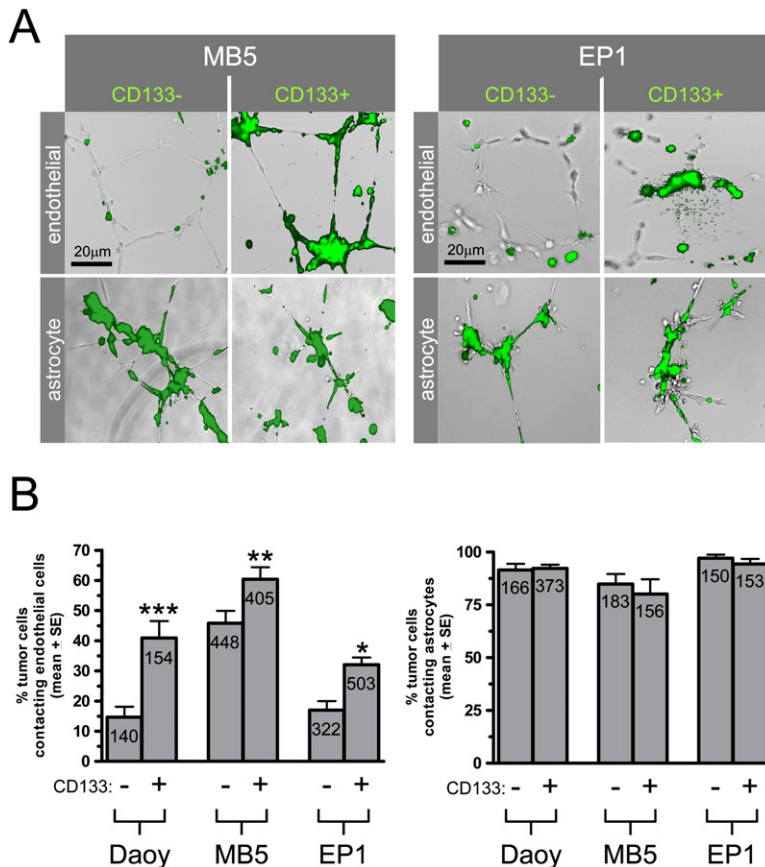 A
MB5
EP1
CD133-
CD133+
CD133-
CD133+
endothelial
endothelial
20µm
20µm
astrocyte
astrocyte
B
% tumor cells
contacting endothelial cells
(mean ± SE)
70
60
50
40
30
20
10
0
***
**
*
140
154
448
405
322
503
CD133: - + - + - +
Daoy MB5 EP1
% tumor cells
contacting astrocytes
(mean ± SE)
100
75
50
25
0
166
373
183
156
150
153
CD133: - + - + - +
Daoy MB5 EP1